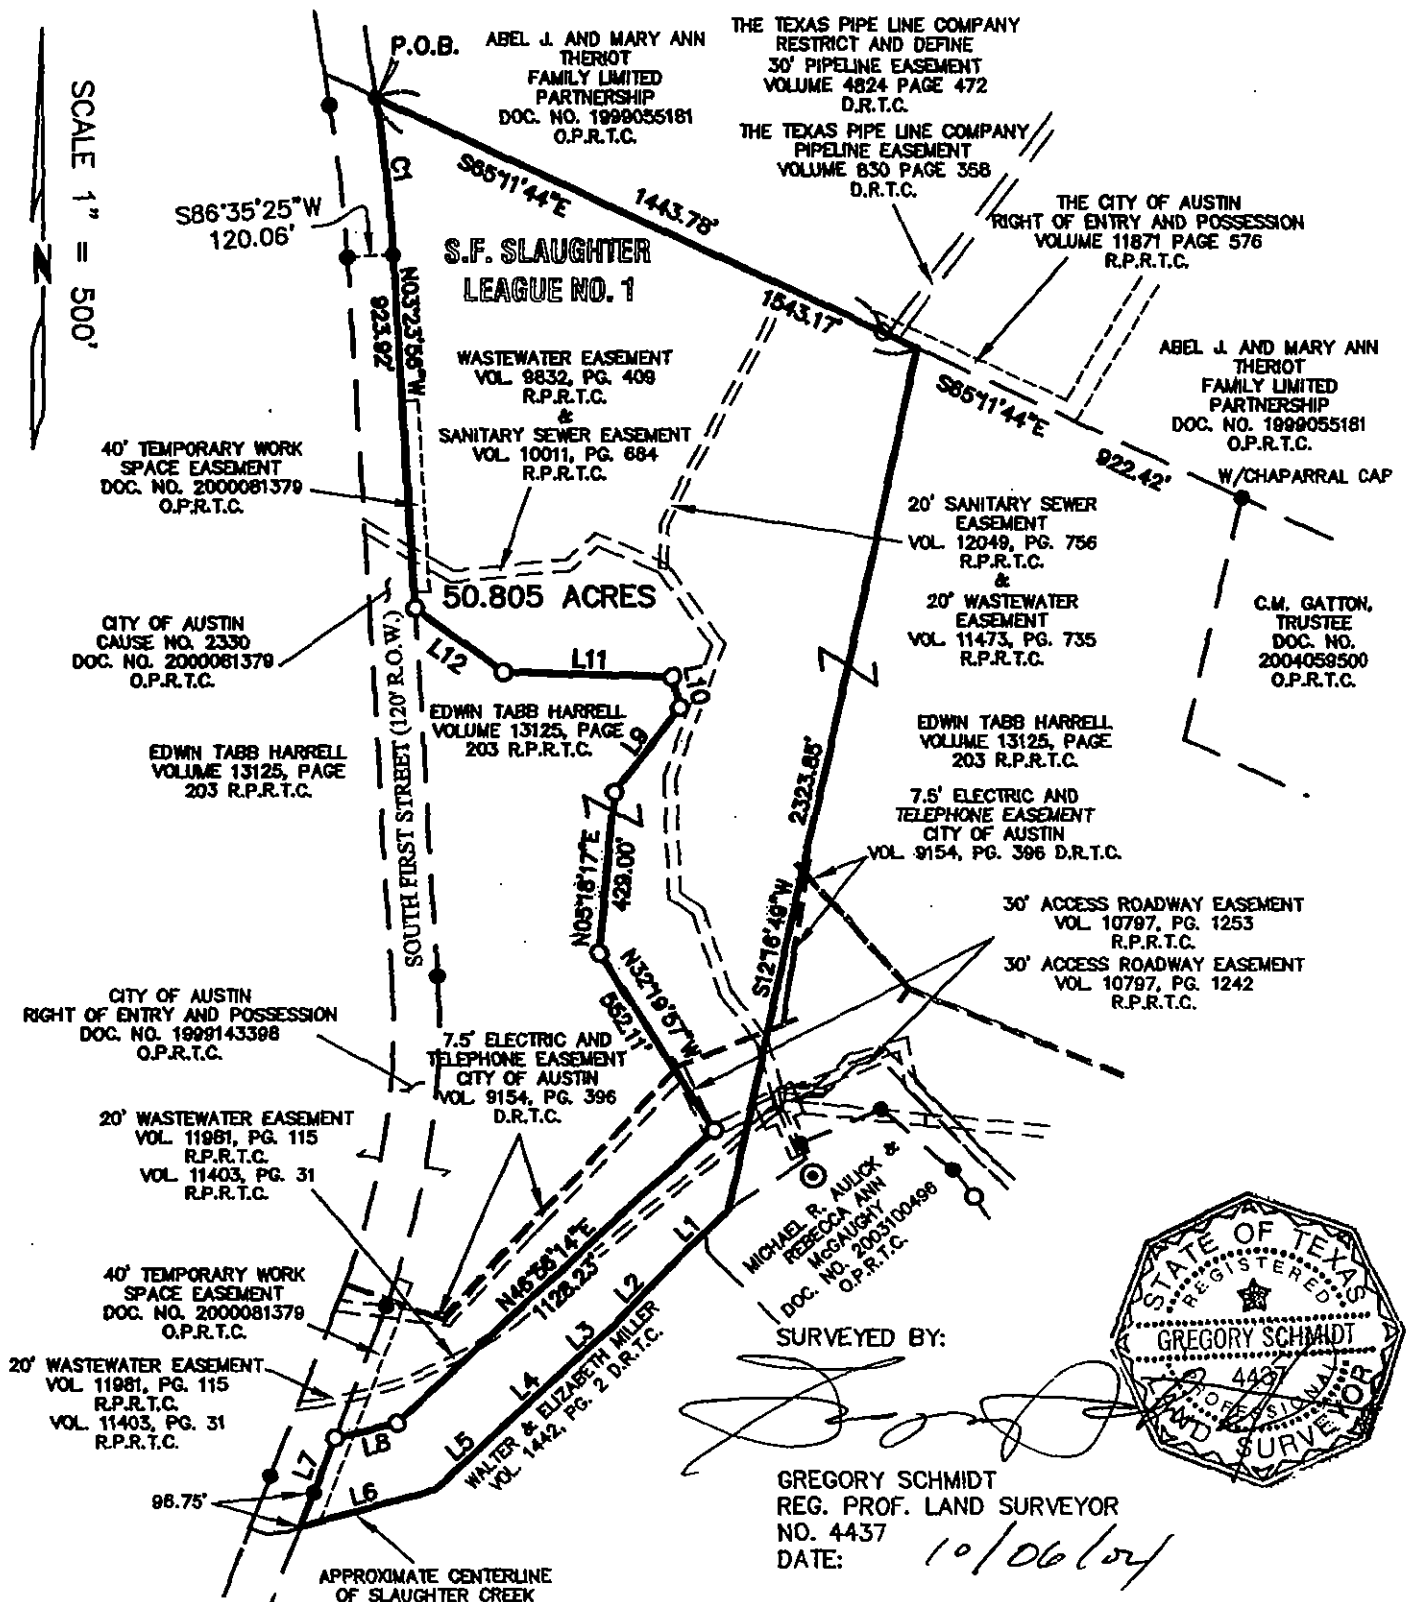 P.O.B.
ABEL J. AND MARY ANN
THERIOT
FAMILY LIMITED
PARTNERSHIP
DOC. NO. 1999055181
O.P.R.T.C.
THE TEXAS PIPE LINE COMPANY
RESTRICT AND DEFINE
30' PIPELINE EASEMENT
VOLUME 4824 PAGE 472
D.R.T.C.
THE TEXAS PIPE LINE COMPANY
PIPELINE EASEMENT
VOLUME 830 PAGE 358
D.R.T.C.
THE CITY OF AUSTIN
RIGHT OF ENTRY AND POSSESSION
VOLUME 11871 PAGE 576
R.P.R.T.C.
SCALE 1" = 500'
N
C1
S65°11'44"E
1443.78'
1543.17'
S86°35'25"W
120.06'
S.F. SLAUGHTER
LEAGUE NO. 1
N03°23'56"W
923.92'
WASTEWATER EASEMENT
VOL. 9832, PG. 409
R.P.R.T.C.
&
SANITARY SEWER EASEMENT
VOL. 10011, PG. 684
R.P.R.T.C.
ABEL J. AND MARY ANN
THERIOT
FAMILY LIMITED
PARTNERSHIP
DOC. NO. 1999055181
O.P.R.T.C.
S65°11'44"E
922.42'
W/CHAPARRAL CAP
40' TEMPORARY WORK
SPACE EASEMENT
DOC. NO. 2000081379
O.P.R.T.C.
20' SANITARY SEWER
EASEMENT
VOL. 12049, PG. 756
R.P.R.T.C.
&
20' WASTEWATER
EASEMENT
VOL. 11473, PG. 735
R.P.R.T.C.
50.805 ACRES
C.M. GATTON,
TRUSTEE
DOC. NO.
2004059500
O.P.R.T.C.
CITY OF AUSTIN
CAUSE NO. 2330
DOC. NO. 2000081379
O.P.R.T.C.
L12
L11
L10
L9
EDWIN TABB HARRELL
VOLUME 13125, PAGE
203 R.P.R.T.C.
EDWIN TABB HARRELL
VOLUME 13125, PAGE
203 R.P.R.T.C.
EDWIN TABB HARRELL
VOLUME 13125, PAGE
203 R.P.R.T.C.
SOUTH FIRST STREET (120' R.O.W.)
2323.85'
S12°16'49"W
7.5' ELECTRIC AND
TELEPHONE EASEMENT
CITY OF AUSTIN
VOL. 9154, PG. 396 D.R.T.C.
N05°18'17"E
429.00'
30' ACCESS ROADWAY EASEMENT
VOL. 10797, PG. 1253
R.P.R.T.C.
30' ACCESS ROADWAY EASEMENT
VOL. 10797, PG. 1242
R.P.R.T.C.
N32°19'57"W
552.11'
CITY OF AUSTIN
RIGHT OF ENTRY AND POSSESSION
DOC. NO. 1999143398
O.P.R.T.C.
7.5' ELECTRIC AND
TELEPHONE EASEMENT
CITY OF AUSTIN
VOL. 9154, PG. 396
D.R.T.C.
20' WASTEWATER EASEMENT
VOL. 11981, PG. 115
R.P.R.T.C.
VOL. 11403, PG. 31
R.P.R.T.C.
MICHAEL R. AULICK &
REBECCA ANN
McGAUGHY
DOC. NO. 2003100496
O.P.R.T.C.
N46°56'14"E
1128.23'
L1
L2
L3
L4
L5
L6
L7
L8
WALTER & ELIZABETH MILLER
VOL. 1442, PG. 2 D.R.T.C.
40' TEMPORARY WORK
SPACE EASEMENT
DOC. NO. 2000081379
O.P.R.T.C.
20' WASTEWATER EASEMENT
VOL. 11981, PG. 115
R.P.R.T.C.
VOL. 11403, PG. 31
R.P.R.T.C.
96.75'
APPROXIMATE CENTERLINE
OF SLAUGHTER CREEK
SURVEYED BY:
STATE OF TEXAS
REGISTERED
GREGORY SCHMIDT
4437
PROFESSIONAL
LAND SURVEYOR
GREGORY SCHMIDT
REG. PROF. LAND SURVEYOR
NO. 4437
DATE: 10/06/04